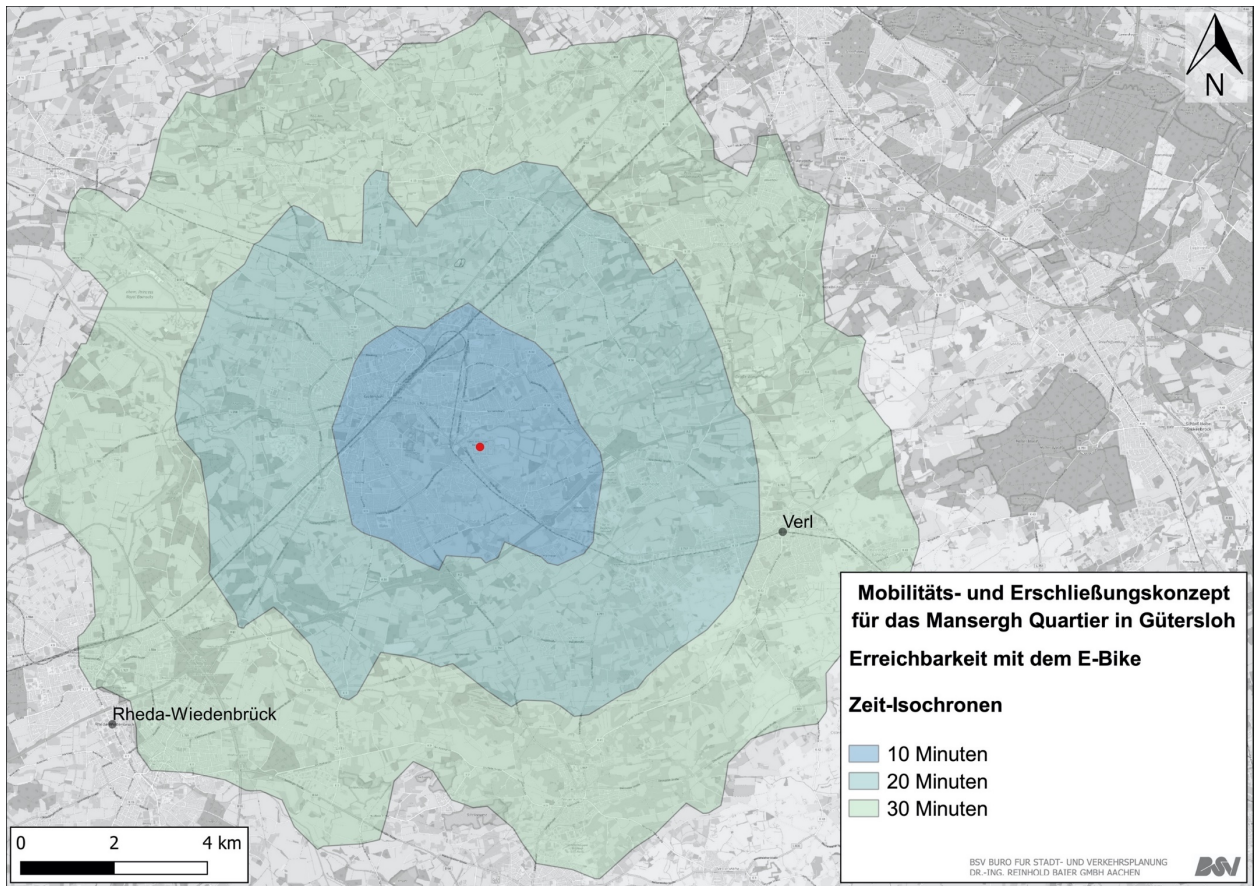 N
Verl
Rheda-Wiedenbrück
Mobilitäts- und Erschließungskonzept
für das Mansergh Quartier in Gütersloh
Erreichbarkeit mit dem E-Bike
Zeit-Isochronen
10 Minuten
20 Minuten
30 Minuten
0 2 4 km
BSV BÜRO FÜR STADT- UND VERKEHRSPLANUNG
DR.-ING. REINHOLD BAIER GMBH AACHEN
BSV